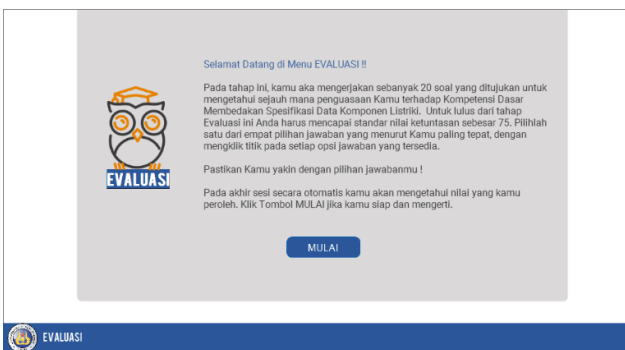 Selamat Datang di Menu EVALUASI !!
Pada tahap ini, kamu aka mengerjakan sebanyak 20 soal yang ditujukan untuk
mengetahui sejauh mana penguasaan Kamu terhadap Kompetensi Dasar
Membedakan Spesifikasi Data Komponen Listriki. Untuk lulus dari tahap
Evaluasi ini Anda harus mencapai standar nilai ketuntasan sebesar 75. Pilihlah
satu dari empat pilihan jawaban yang menurut Kamu paling tepat, dengan
mengklik titik pada setiap opsi jawaban yang tersedia.
Pastikan Kamu yakin dengan pilihan jawabanmu !
Pada akhir sesi secara otomatis kamu akan mengetahui nilai yang kamu
peroleh. Klik Tombol MULAI jika kamu siap dan mengerti.
EVALUASI
MULAI
EVALUASI